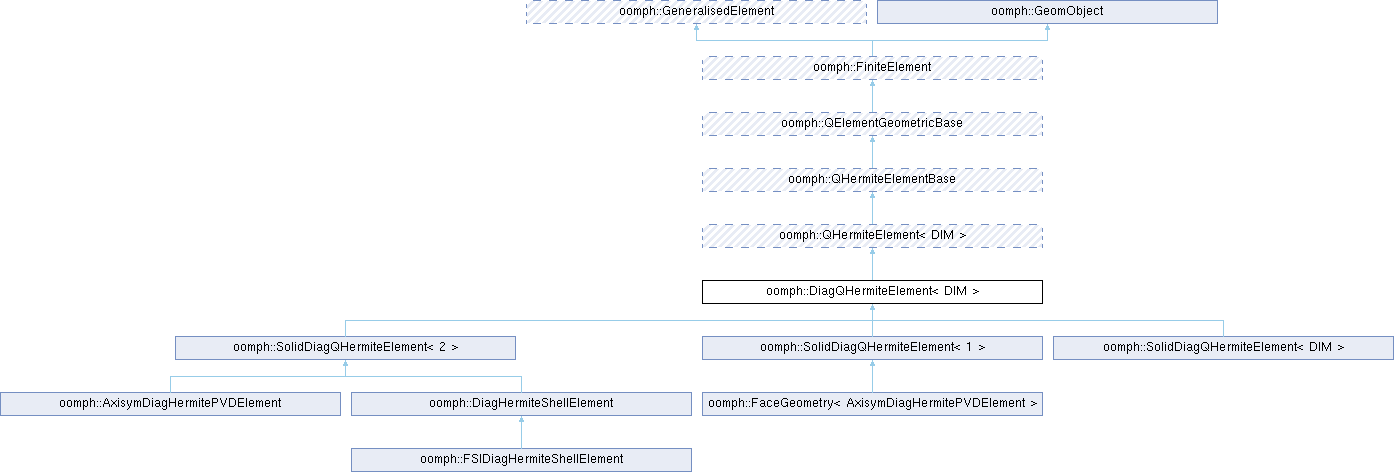 oomph::GeneralisedElement
oomph::GeomObject
oomph::FiniteElement
oomph::QElementGeometricBase
oomph::QHermiteElementBase
oomph::QHermiteElement< DIM >
oomph::DiagQHermiteElement< DIM >
oomph::SolidDiagQHermiteElement< 2 >
oomph::SolidDiagQHermiteElement< 1 >
oomph::SolidDiagQHermiteElement< DIM >
oomph::AxisymDiagHermitePVDElement
oomph::DiagHermiteShellElement
oomph::FaceGeometry< AxisymDiagHermitePVDElement >
oomph::FSIDiagHermiteShellElement